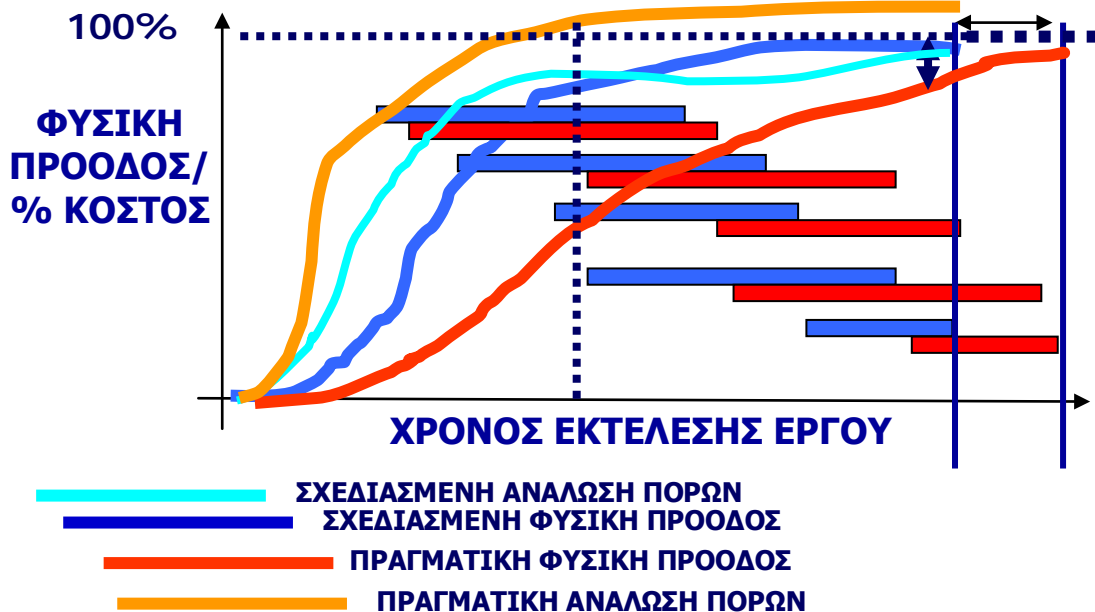 100%
ΦΥΣΙΚΗ
ΠΡΟΟΔΟΣ/
% ΚΟΣΤΟΣ
ΧΡΟΝΟΣ ΕΚΤΕΛΕΣΗΣ ΕΡΓΟΥ
ΣΧΕΔΙΑΣΜΕΝΗ ΑΝΑΛΩΣΗ ΠΟΡΩΝ
ΣΧΕΔΙΑΣΜΕΝΗ ΦΥΣΙΚΗ ΠΡΟΟΔΟΣ
ΠΡΑΓΜΑΤΙΚΗ ΦΥΣΙΚΗ ΠΡΟΟΔΟΣ
ΠΡΑΓΜΑΤΙΚΗ ΑΝΑΛΩΣΗ ΠΟΡΩΝ